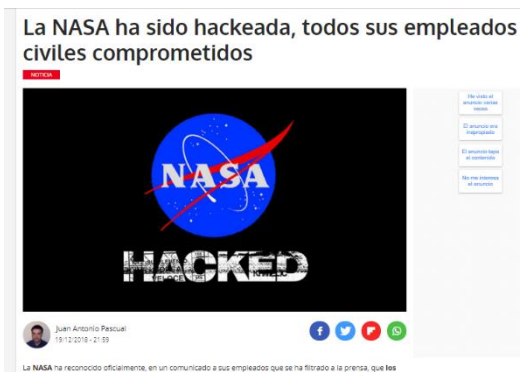 La NASA ha sido hackeada, todos sus empleados
civiles comprometidos
NOTICIA
He visto el
anuncio varias
veces
El anuncio era
inapropiado
El anuncio tapa
el contenido
No me interesa
el anuncio
NASA
HACKED
Juan Antonio Pascual
19/12/2018 - 21:59
La NASA ha reconocido oficialmente, en un comunicado a sus empleados que se ha filtrado a la prensa, que los